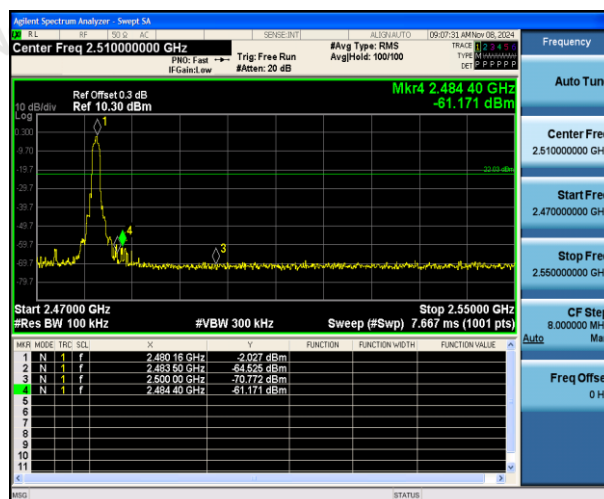 Agilent Spectrum Analyzer - Swept SA
RL RF 50 Ω AC SENSE:INT ALIGNAUTO 09:07:31 AM Nov 08, 2024
Center Freq 2.510000000 GHz
PNO: Fast
IFGain:Low
Trig: Free Run
#Atten: 20 dB
#Avg Type: RMS
Avg|Hold: 100/100
TRACE 1 2 3 4 5 6
TYPE M
DET P P P P P P
Ref Offset 0.3 dB
10 dB/div Ref 10.30 dBm
Log
Mkr4 2.484 40 GHz
-61.171 dBm
0.300
-9.70
-19.7
-29.7
-39.7
-49.7
-59.7
-69.7
-79.7
1
4
3
-22.03 dBm
Start 2.47000 GHz Stop 2.55000 GHz
#Res BW 100 kHz #VBW 300 kHz Sweep (#Swp) 7.667 ms (1001 pts)
MKR MODE TRC SCL X Y FUNCTION FUNCTION WIDTH FUNCTION VALUE
1 N 1 f 2.480 16 GHz -2.027 dBm
2 N 1 f 2.483 50 GHz -64.525 dBm
3 N 1 f 2.500 00 GHz -70.772 dBm
4 N 1 f 2.484 40 GHz -61.171 dBm
5
6
7
8
9
10
11
MSG STATUS
Frequency
Auto Tun
Center Fre
2.510000000 GH
Start Fre
2.470000000 GH
Stop Fre
2.550000000 GH
CF Step
8.000000 MH
Auto Ma
Freq Offse
0 H